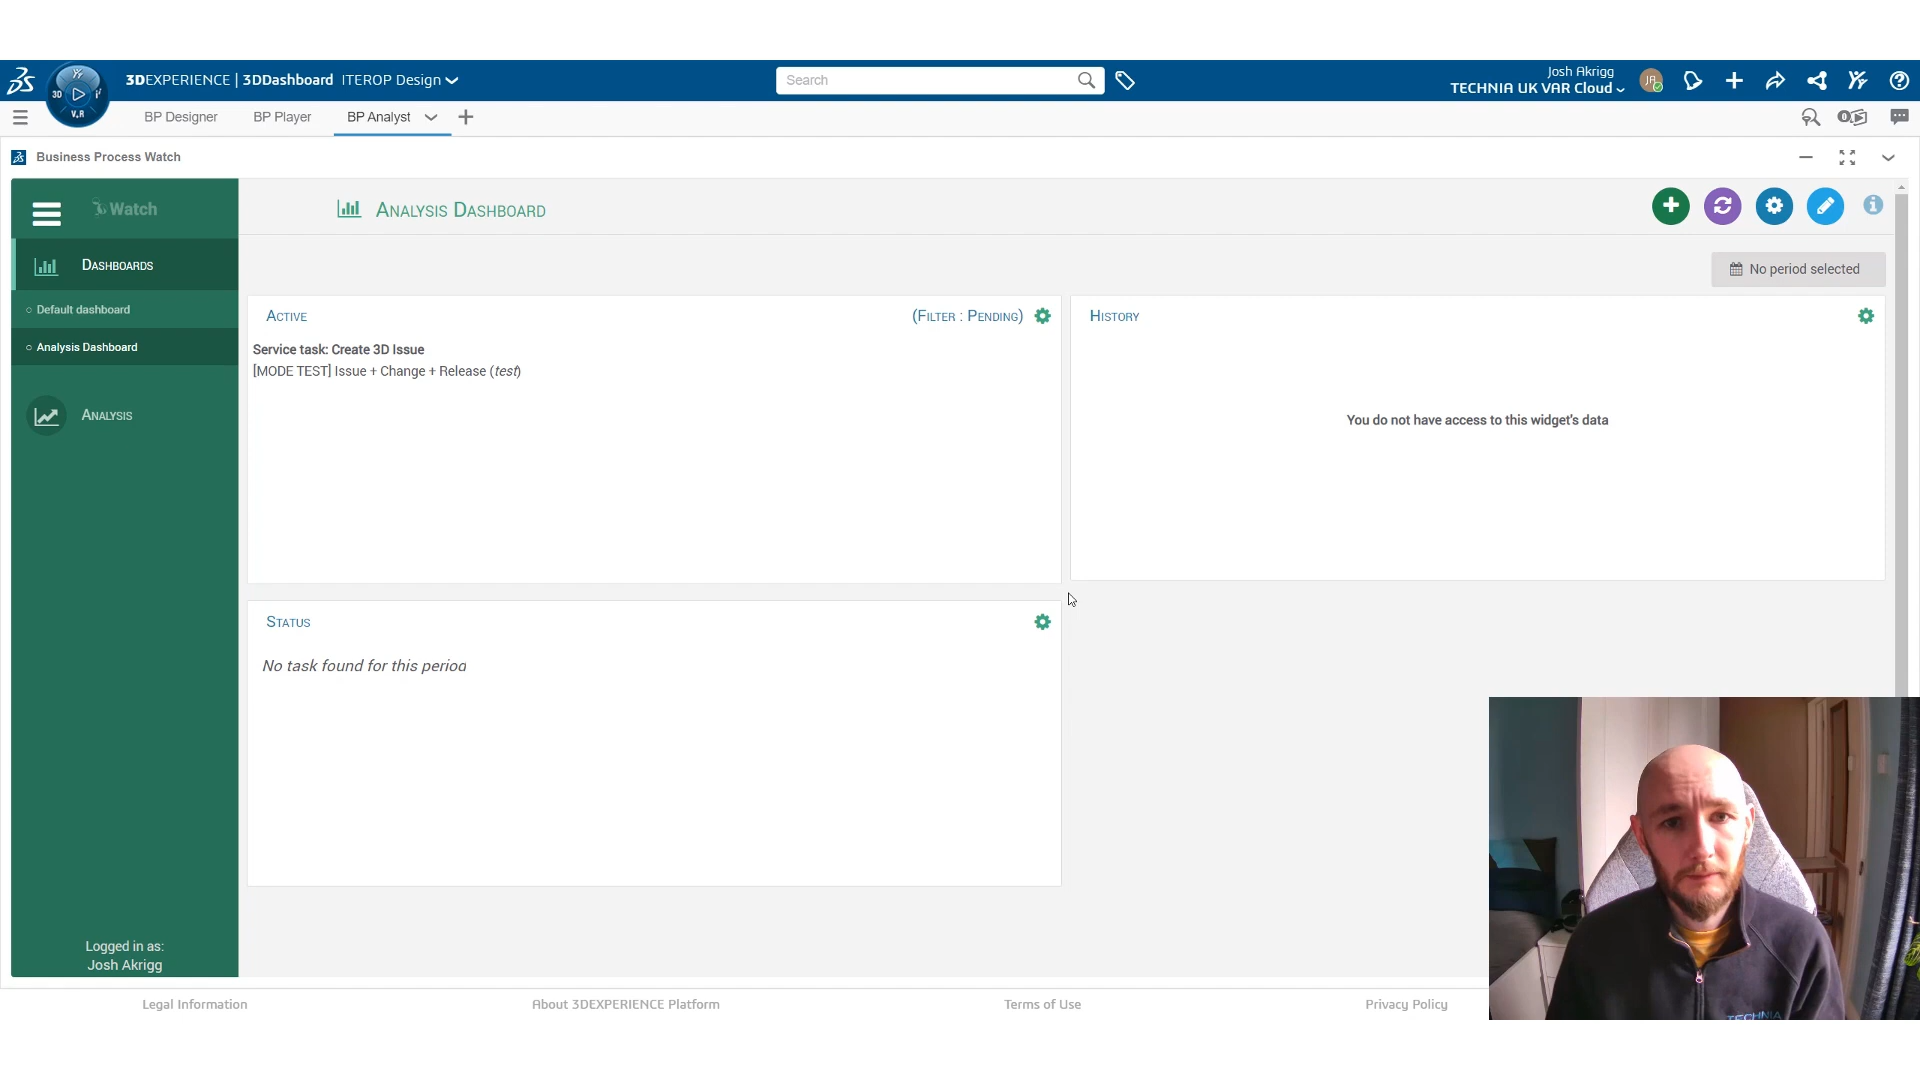 3DEXPERIENCE | 3DDashboard ITEROP Design
Search
Josh Akrigg
TECHNIA UK VAR Cloud
JA
3D
V.R
BP Designer
BP Player
BP Analyst
0
Business Process Watch
Watch
Analysis Dashboard
Dashboards
No period selected
Default dashboard
Analysis Dashboard
Analysis
Active
(Filter : Pending)
Service task: Create 3D Issue
[MODE TEST] Issue + Change + Release (test)
History
You do not have access to this widget's data
Status
No task found for this period
Logged in as:
Josh Akrigg
Legal Information
About 3DEXPERIENCE Platform
Terms of Use
Privacy Policy
TECHNIA